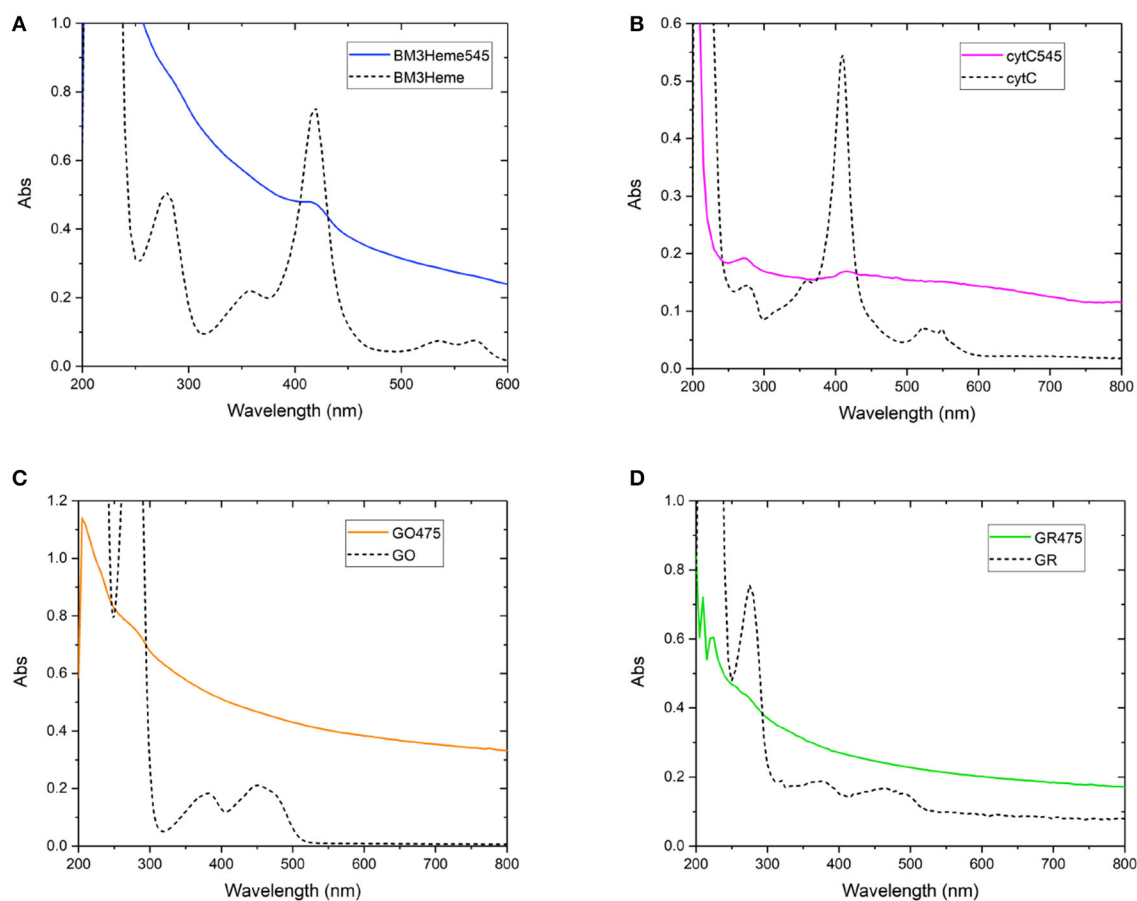 A
1.0
0.8
0.6
0.4
0.2
0.0
Abs
BM3Heme545
BM3Heme
200 300 400 500 600
Wavelength (nm)
B
0.6
0.5
0.4
0.3
0.2
0.1
0.0
Abs
cytC545
cytC
200 300 400 500 600 700 800
Wavelength (nm)
C
1.2
1.0
0.8
0.6
0.4
0.2
0.0
Abs
GO475
GO
200 300 400 500 600 700 800
Wavelength (nm)
D
1.0
0.8
0.6
0.4
0.2
0.0
Abs
GR475
GR
200 300 400 500 600 700 800
Wavelength (nm)